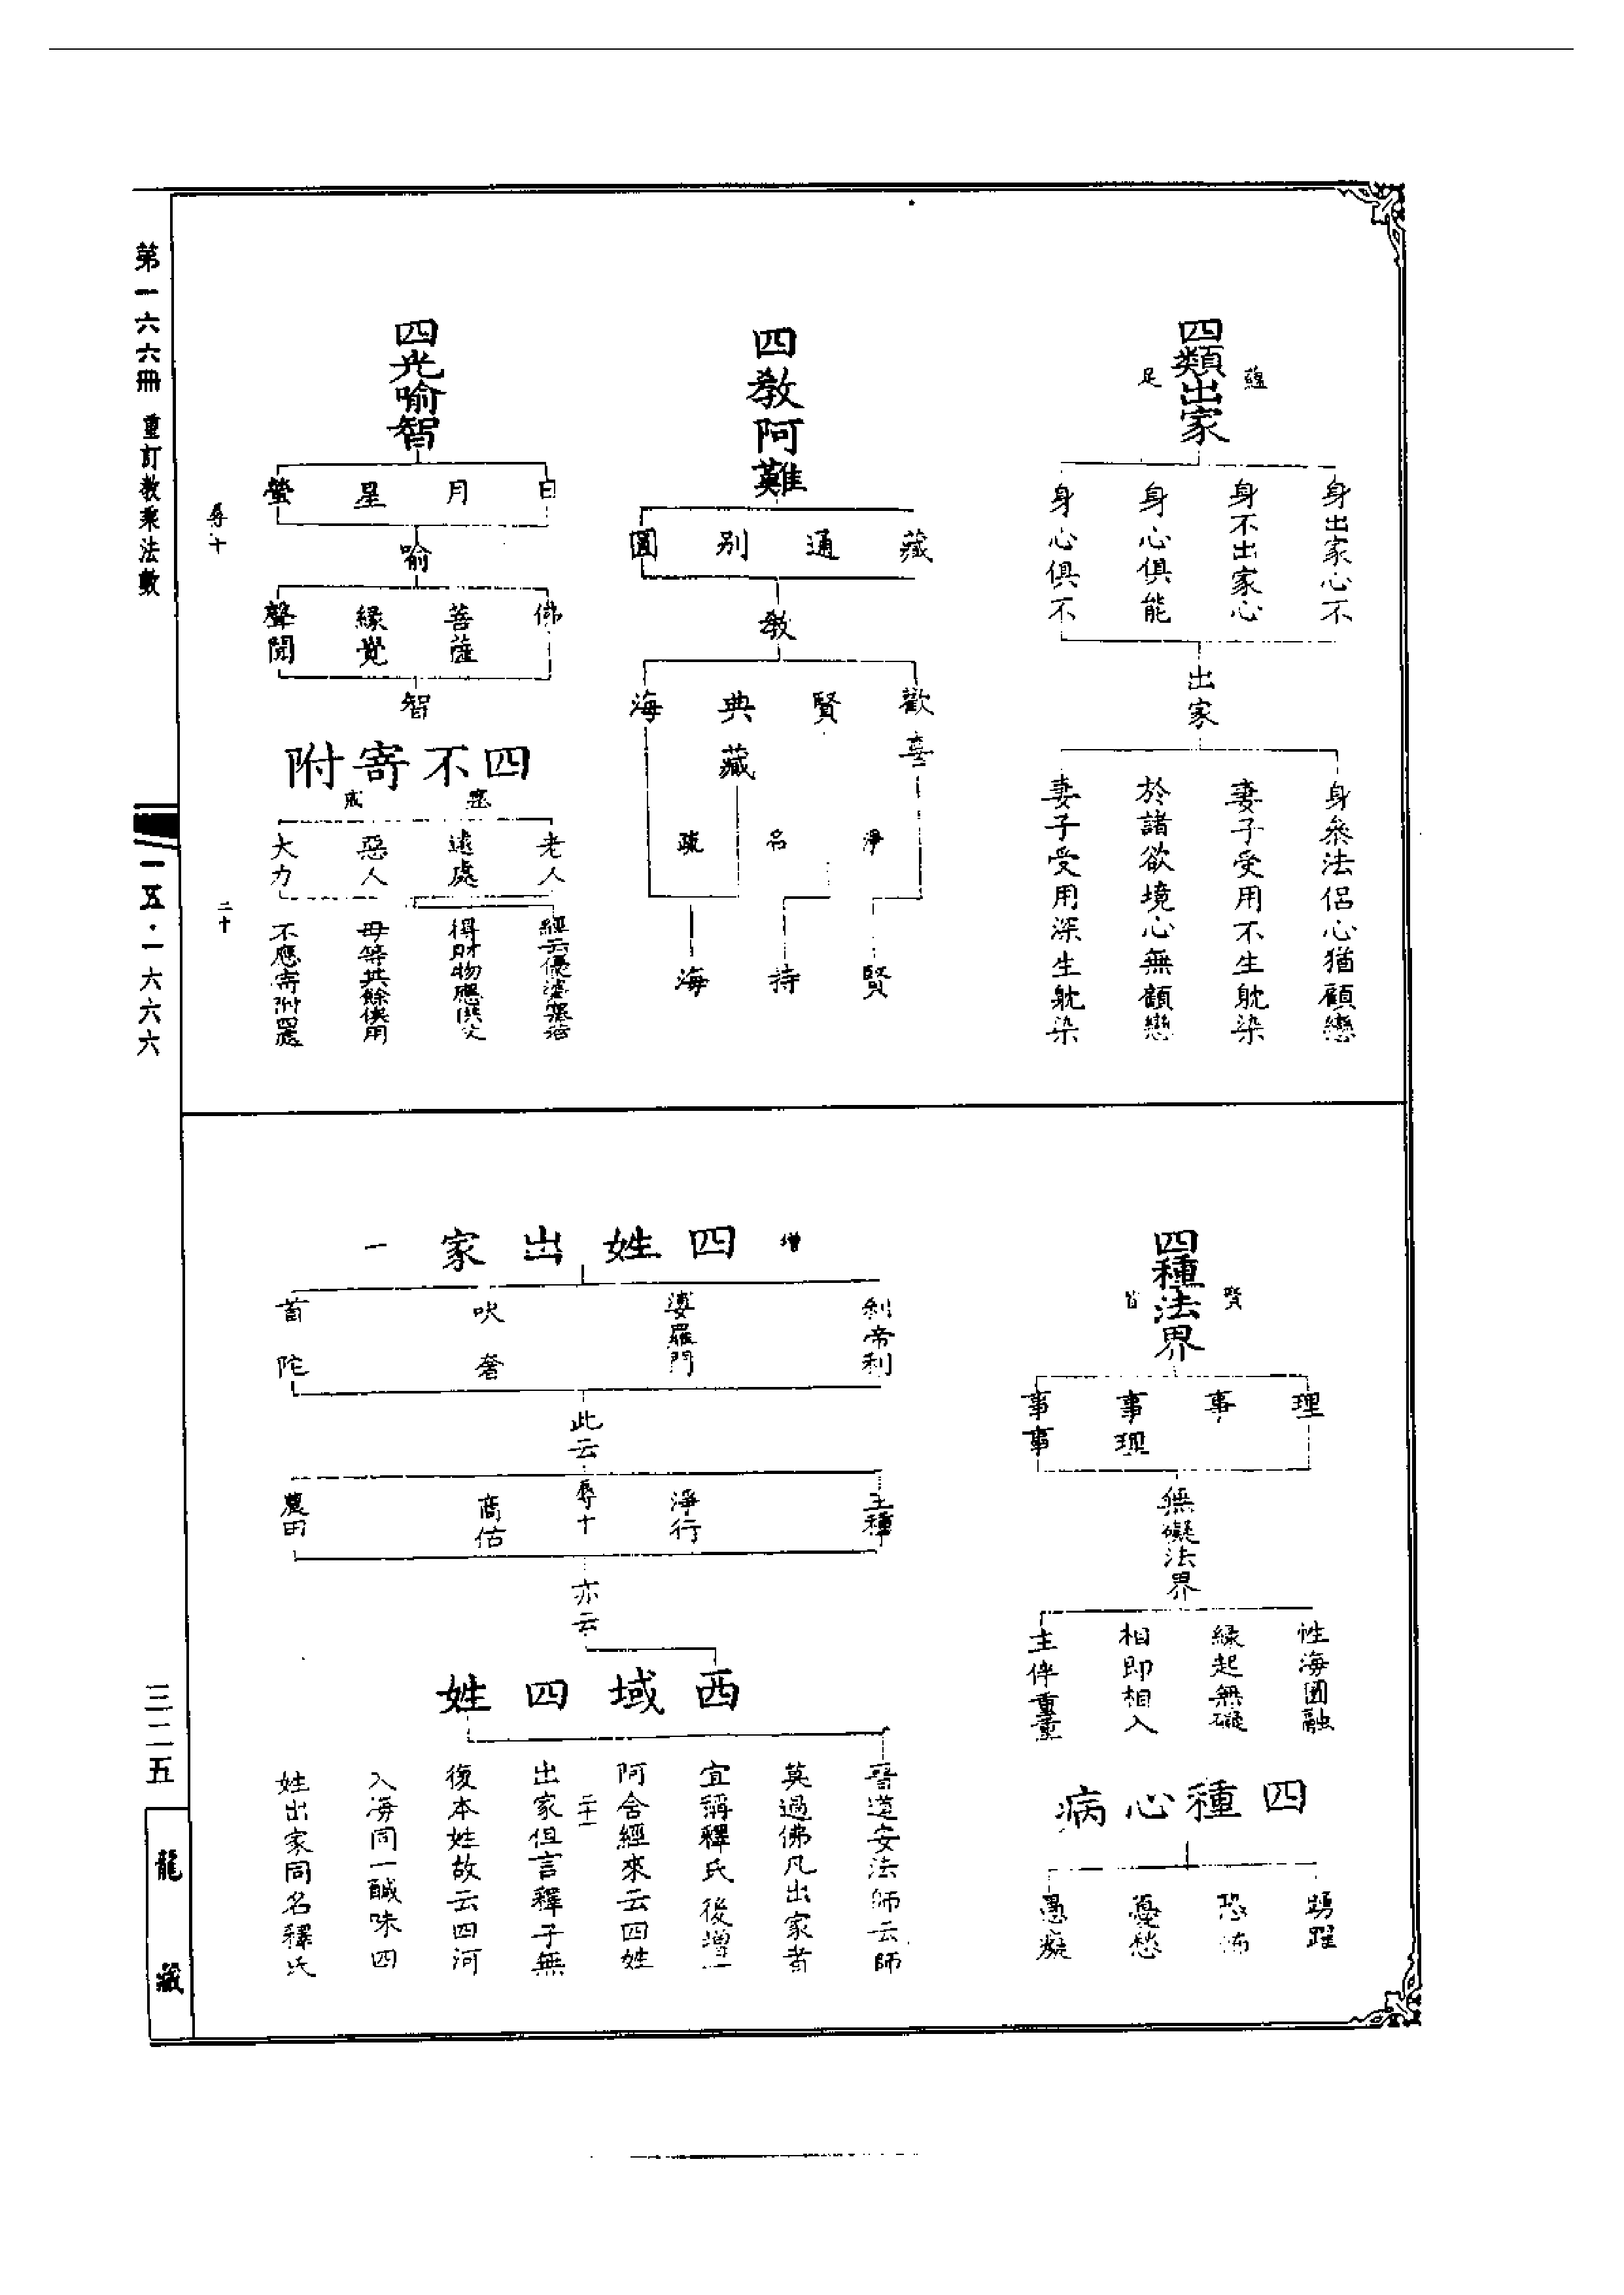 四類出家
蘊
足
身出家心不
身不出家心
身心俱能
身心俱不
出家
身叅法侶心猶顧戀
妻子受用不生躭染
於諸欲境心無顧戀
妻子受用深生躭染
四教阿難
藏
通
別
圓
教
歡喜
賢
典藏
海
淨
名
疏
賢
持
海
四光喻智
日
月
星
螢
喻
佛
菩薩
緣覺
聲聞
智
四不寄附
戒
老人
遠處
惡人
大力
經云優婆塞
得財物應供父
母等共餘供用
不應寄附四處
四種法界
賢
首
理
事
事理
事事
無礙法界
性海圓融
緣起無礙
相即相入
主伴重重
四種心病
踴躍
恐怖
憂愁
愚癡
增
四姓出家
一
剎帝利
婆羅門
吠奢
首陀
此云
王種
淨行
商估
農田
尋十
亦云
西域四姓
晉道安法師云師
莫過佛凡出家者
宜稱釋氏後增一
阿含經來云四姓
出家但言釋子無
二十一
復本姓故云四河
入海同一醎味四
姓出家同名釋氏
尋十
二十
第一六六冊 重訂教乘法數
一五·一六六六
三二五
龍藏